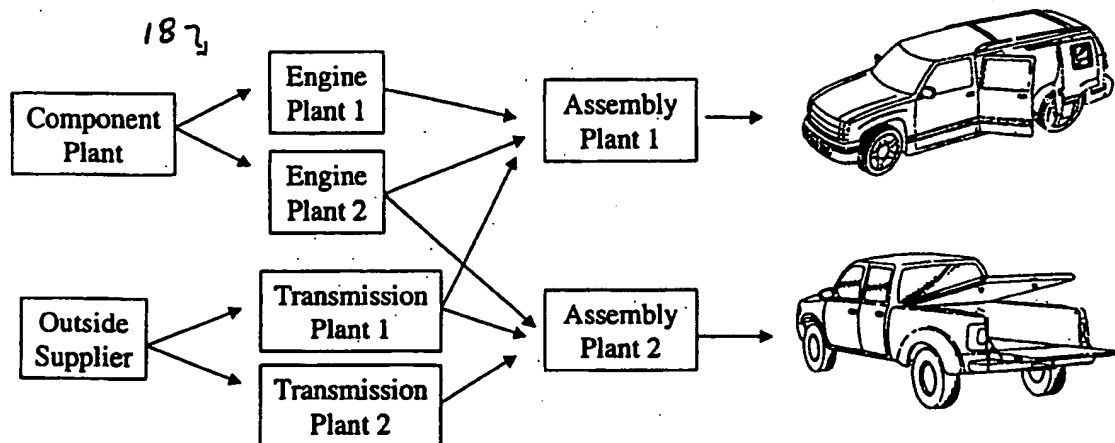 Engine
Plant 1
Component
Plant
Engine
Plant 2
Assembly
Plant 1
Outside
Supplier
Transmission
Plant 1
Transmission
Plant 2
Assembly
Plant 2